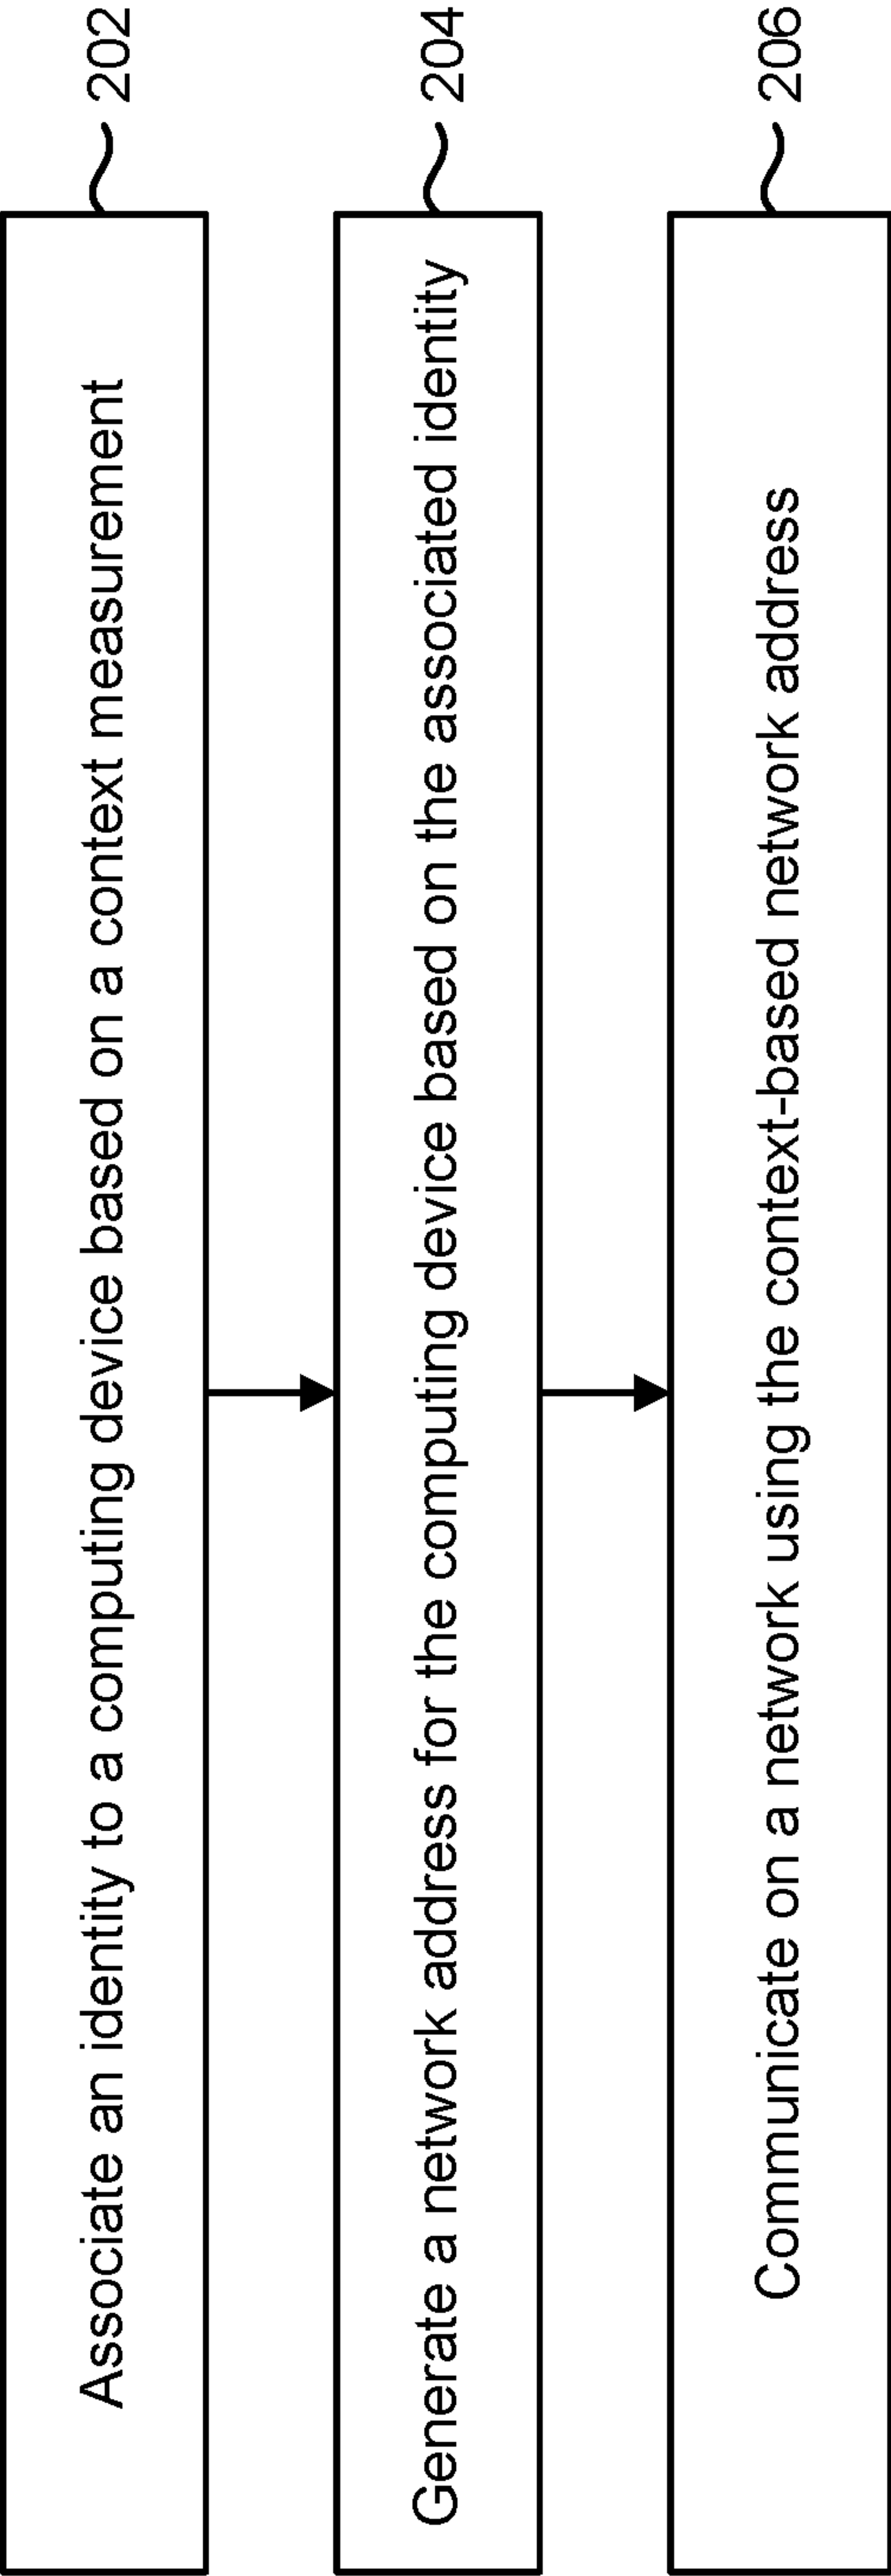 Associate an identity to a computing device based on a context measurement
202
Generate a network address for the computing device based on the associated identity
204
Communicate on a network using the context-based network address
206